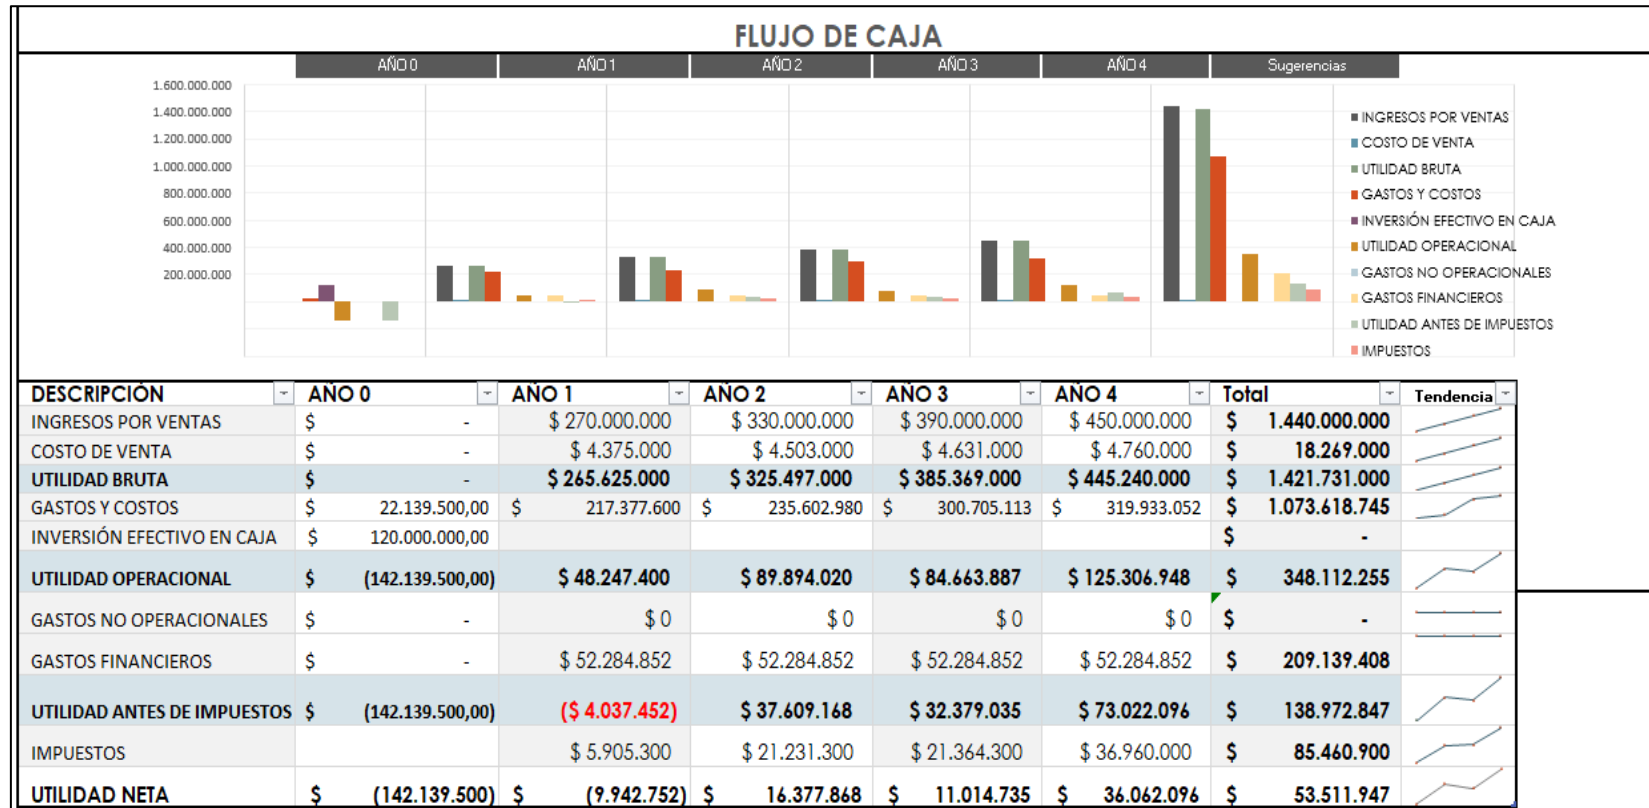 FLUJO DE CAJA
AÑO 0 AÑO 1 AÑO 2 AÑO 3 AÑO 4 Sugerencias
1.600.000.000
1.400.000.000
1.200.000.000
1.000.000.000
800.000.000
600.000.000
400.000.000
200.000.000
INGRESOS POR VENTAS
COSTO DE VENTA
UTILIDAD BRUTA
GASTOS Y COSTOS
INVERSIÓN EFECTIVO EN CAJA
UTILIDAD OPERACIONAL
GASTOS NO OPERACIONALES
GASTOS FINANCIEROS
UTILIDAD ANTES DE IMPUESTOS
IMPUESTOS
DESCRIPCIÓN AÑO 0 AÑO 1 AÑO 2 AÑO 3 AÑO 4 Total Tendencia
INGRESOS POR VENTAS $ - $ 270.000.000 $ 330.000.000 $ 390.000.000 $ 450.000.000 $ 1.440.000.000
COSTO DE VENTA $ - $ 4.375.000 $ 4.503.000 $ 4.631.000 $ 4.760.000 $ 18.269.000
UTILIDAD BRUTA $ - $ 265.625.000 $ 325.497.000 $ 385.369.000 $ 445.240.000 $ 1.421.731.000
GASTOS Y COSTOS $ 22.139.500,00 $ 217.377.600 $ 235.602.980 $ 300.705.113 $ 319.933.052 $ 1.073.618.745
INVERSIÓN EFECTIVO EN CAJA $ 120.000.000,00 $ -
UTILIDAD OPERACIONAL $ (142.139.500,00) $ 48.247.400 $ 89.894.020 $ 84.663.887 $ 125.306.948 $ 348.112.255
GASTOS NO OPERACIONALES $ - $ 0 $ 0 $ 0 $ 0 $ -
GASTOS FINANCIEROS $ - $ 52.284.852 $ 52.284.852 $ 52.284.852 $ 52.284.852 $ 209.139.408
UTILIDAD ANTES DE IMPUESTOS $ (142.139.500,00) ($ 4.037.452) $ 37.609.168 $ 32.379.035 $ 73.022.096 $ 138.972.847
IMPUESTOS $ 5.905.300 $ 21.231.300 $ 21.364.300 $ 36.960.000 $ 85.460.900
UTILIDAD NETA $ (142.139.500) $ (9.942.752) $ 16.377.868 $ 11.014.735 $ 36.062.096 $ 53.511.947